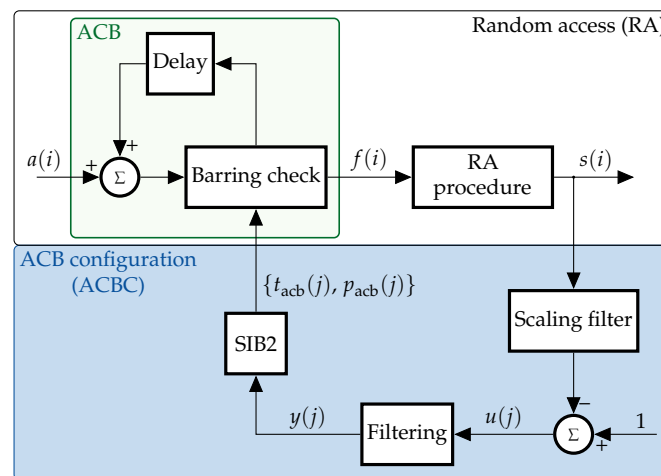 Random access (RA)
ACB
Delay
a(i)
+
+
Σ
Barring check
f(i)
RA
procedure
s(i)
ACB configuration
(ACBC)
{t_acb(j), p_acb(j)}
Scaling filter
SIB2
y(j)
Filtering
u(j)
−
Σ
+
1